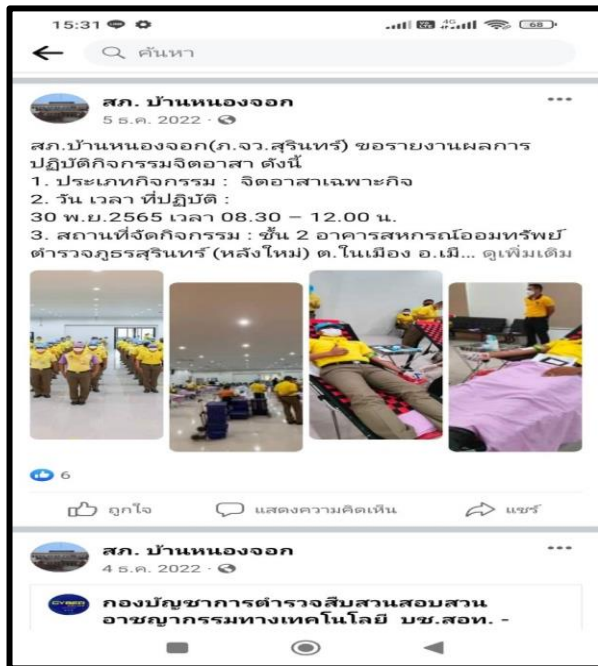 15:31
4G
68
ค้นหา
สภ. บ้านหนองจอก
5 ธ.ค. 2022 ·
สภ.บ้านหนองจอก(ภ.จว.สุรินทร์) ขอรายงานผลการ
ปฏิบัติกิจกรรมจิตอาสา ดังนี้
1. ประเภทกิจกรรม : จิตอาสาเฉพาะกิจ
2. วัน เวลา ที่ปฏิบัติ :
30 พ.ย.2565 เวลา 08.30 – 12.00 น.
3. สถานที่จัดกิจกรรม : ชั้น 2 อาคารสหกรณ์ออมทรัพย์
ตำรวจภูธรสุรินทร์ (หลังใหม่) ต.ในเมือง อ.เมื... ดูเพิ่มเติม
6
ถูกใจ แสดงความคิดเห็น แชร์
สภ. บ้านหนองจอก
4 ธ.ค. 2022 ·
CYBER
กองบัญชาการตำรวจสืบสวนสอบสวน
อาชญากรรมทางเทคโนโลยี บช.สอท. -